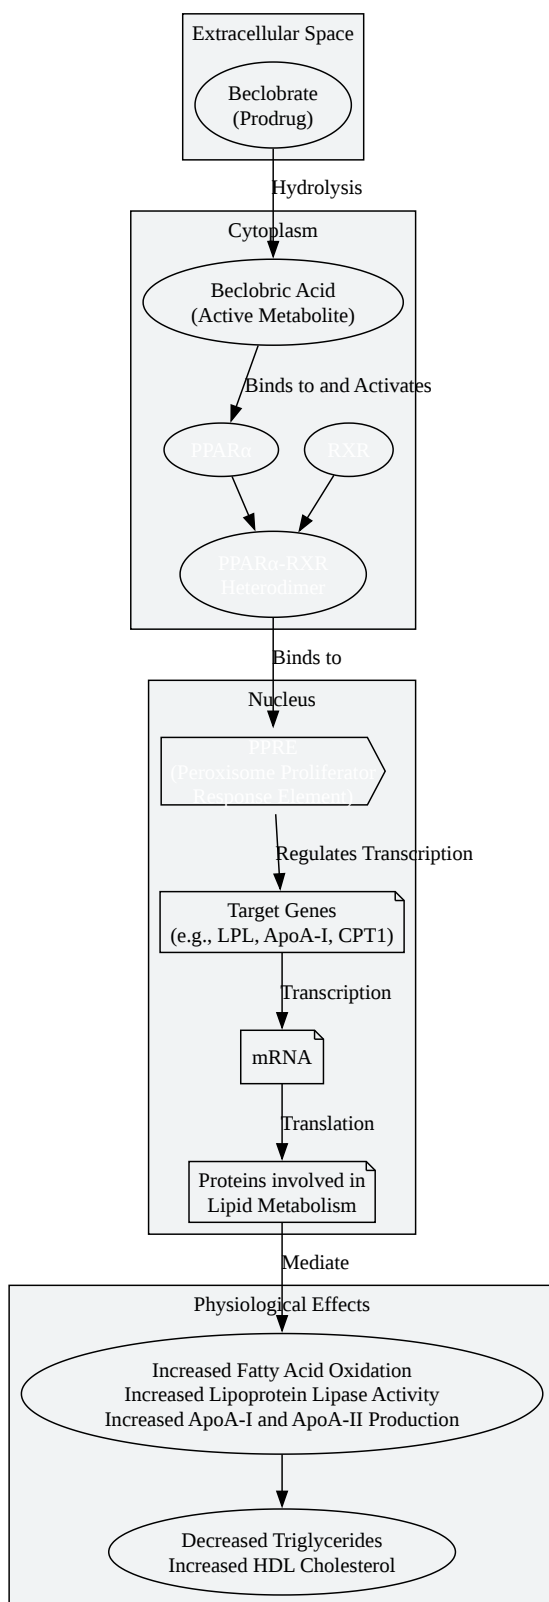 Extracellular Space
Beclobrate
(Prodrug)
Hydrolysis
Cytoplasm
Beclobric Acid
(Active Metabolite)
Binds to and Activates
PPARα
RXR
PPARα-RXR
Heterodimer
Binds to
Nucleus
PPRE
(Peroxisome Proliferator
Response Element)
Regulates Transcription
Target Genes
(e.g., LPL, ApoA-I, CPT1)
Transcription
mRNA
Translation
Proteins involved in
Lipid Metabolism
Mediate
Physiological Effects
Increased Fatty Acid Oxidation
Increased Lipoprotein Lipase Activity
Increased ApoA-I and ApoA-II Production
Decreased Triglycerides
Increased HDL Cholesterol